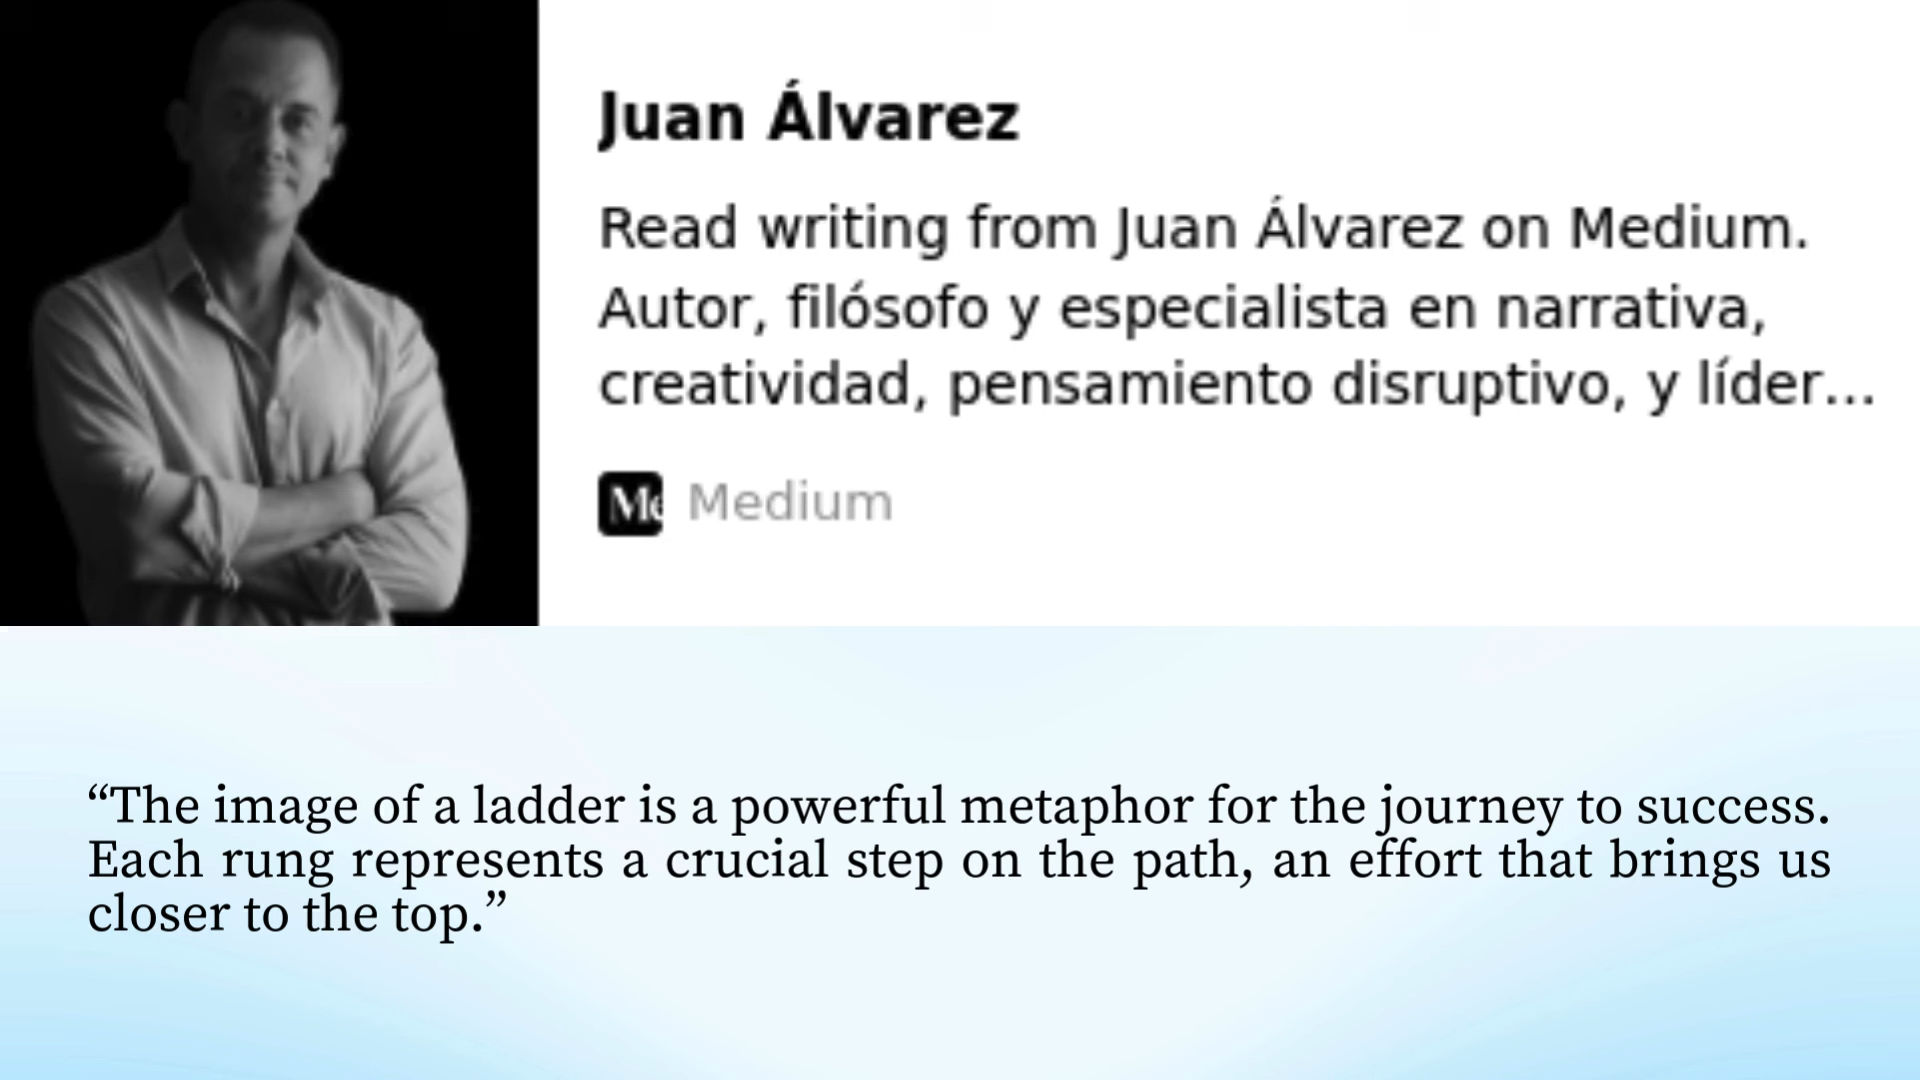 Juan Álvarez
Read writing from Juan Álvarez on Medium.
Autor, filósofo y especialista en narrativa,
creatividad, pensamiento disruptivo, y líder...
Me Medium
“The image of a ladder is a powerful metaphor for the journey to success.
Each rung represents a crucial step on the path, an effort that brings us
closer to the top.”